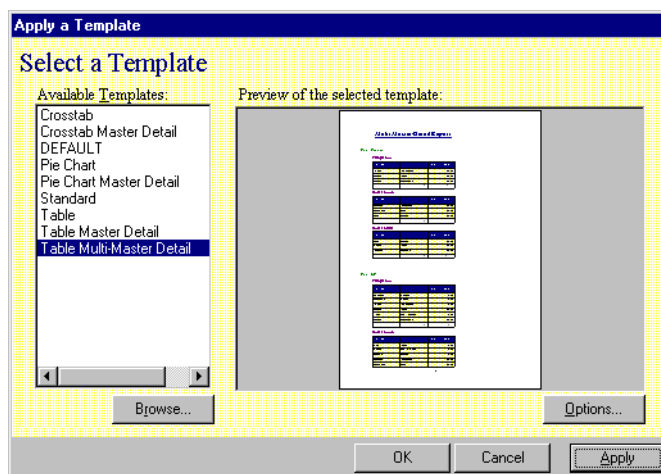 Apply a Template
Select a Template
Available Templates:
Preview of the selected template:
Crosstab
Crosstab Master Detail
DEFAULT
Pie Chart
Pie Chart Master Detail
Standard
Table
Table Master Detail
Table Multi-Master Detail
Browse...
Options...
OK
Cancel
Apply